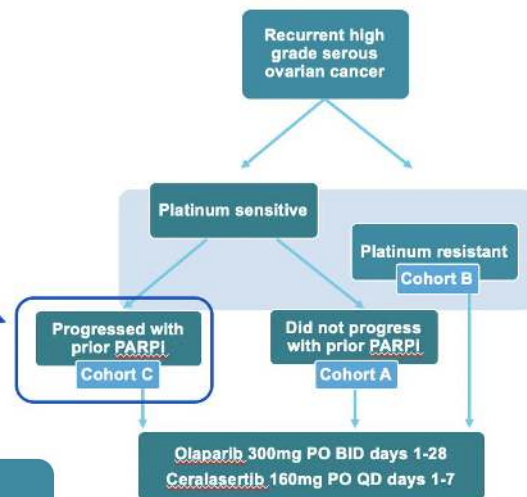 Recurrent high
grade serous
ovarian cancer
Platinum sensitive
Platinum resistant
Cohort B
Progressed with
prior PARPI
Cohort C
Did not progress
with prior PARPI
Cohort A
Olaparib 300mg PO BID days 1-28
Ceralasertib 160mg PO QD days 1-7